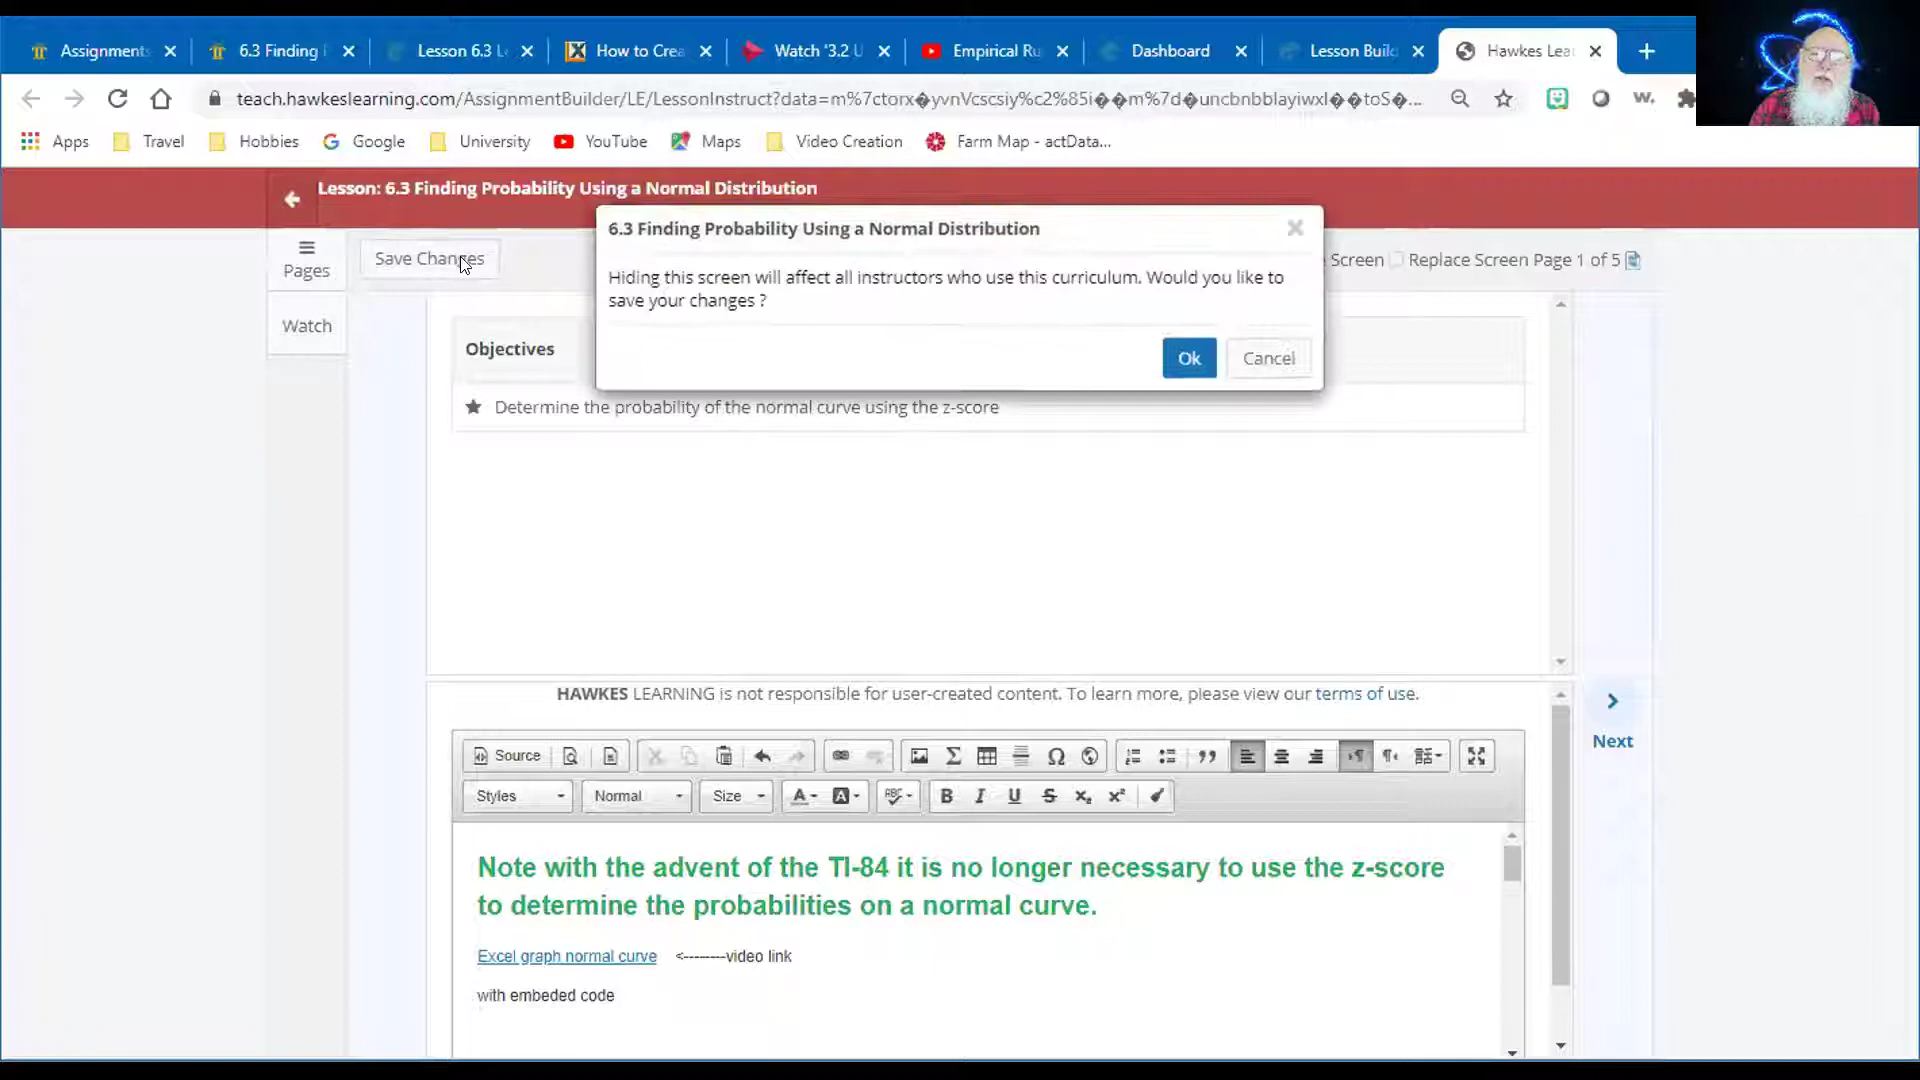 Assignments
6.3 Finding
Lesson 6.3 L
How to Crea
Watch '3.2 U
Empirical Ru
Dashboard
Lesson Build
Hawkes Lea
Apps
Travel
Hobbies
Google
University
YouTube
Maps
Video Creation
Farm Map - actData...
Lesson: 6.3 Finding Probability Using a Normal Distribution
6.3 Finding Probability Using a Normal Distribution
Hiding this screen will affect all instructors who use this curriculum. Would you like to
save your changes ?
Ok
Cancel
Pages
Watch
Save Changes
Screen
Replace Screen Page 1 of 5
Objectives
★ Determine the probability of the normal curve using the z-score
HAWKES LEARNING is not responsible for user-created content. To learn more, please view our terms of use.
Next
Source
Styles
Normal
Size
Note with the advent of the TI-84 it is no longer necessary to use the z-score
to determine the probabilities on a normal curve.
Excel graph normal curve <--------video link
with embeded code